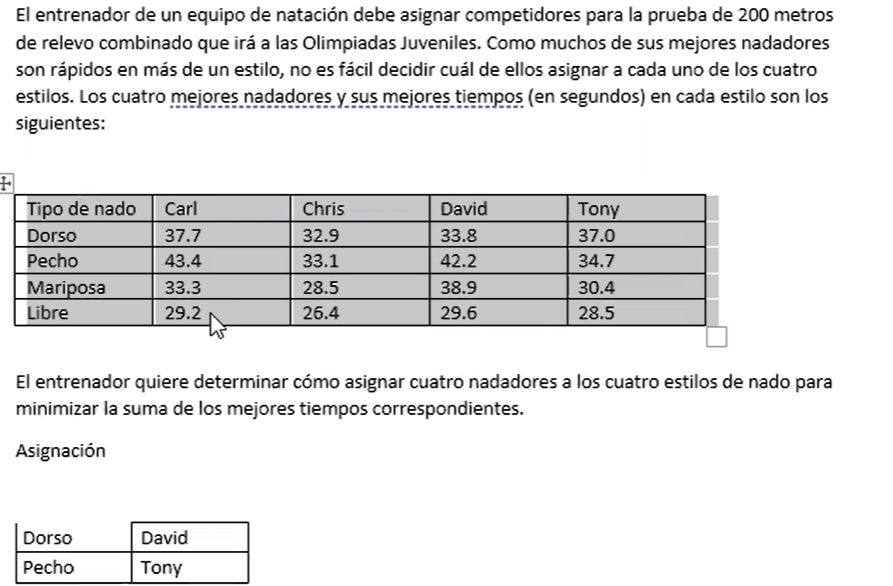 El entrenador de un equipo de natación debe asignar competidores para la prueba de 200 metros
de relevo combinado que irá a las Olimpiadas Juveniles. Como muchos de sus mejores nadadores
son rápidos en más de un estilo, no es fácil decidir cuál de ellos asignar a cada uno de los cuatro
estilos. Los cuatro mejores nadadores y sus mejores tiempos (en segundos) en cada estilo son los
siguientes:
Tipo de nado Carl Chris David Tony
Dorso 37.7 32.9 33.8 37.0
Pecho 43.4 33.1 42.2 34.7
Mariposa 33.3 28.5 38.9 30.4
Libre 29.2 26.4 29.6 28.5
El entrenador quiere determinar cómo asignar cuatro nadadores a los cuatro estilos de nado para
minimizar la suma de los mejores tiempos correspondientes.
Asignación
Dorso David
Pecho Tony